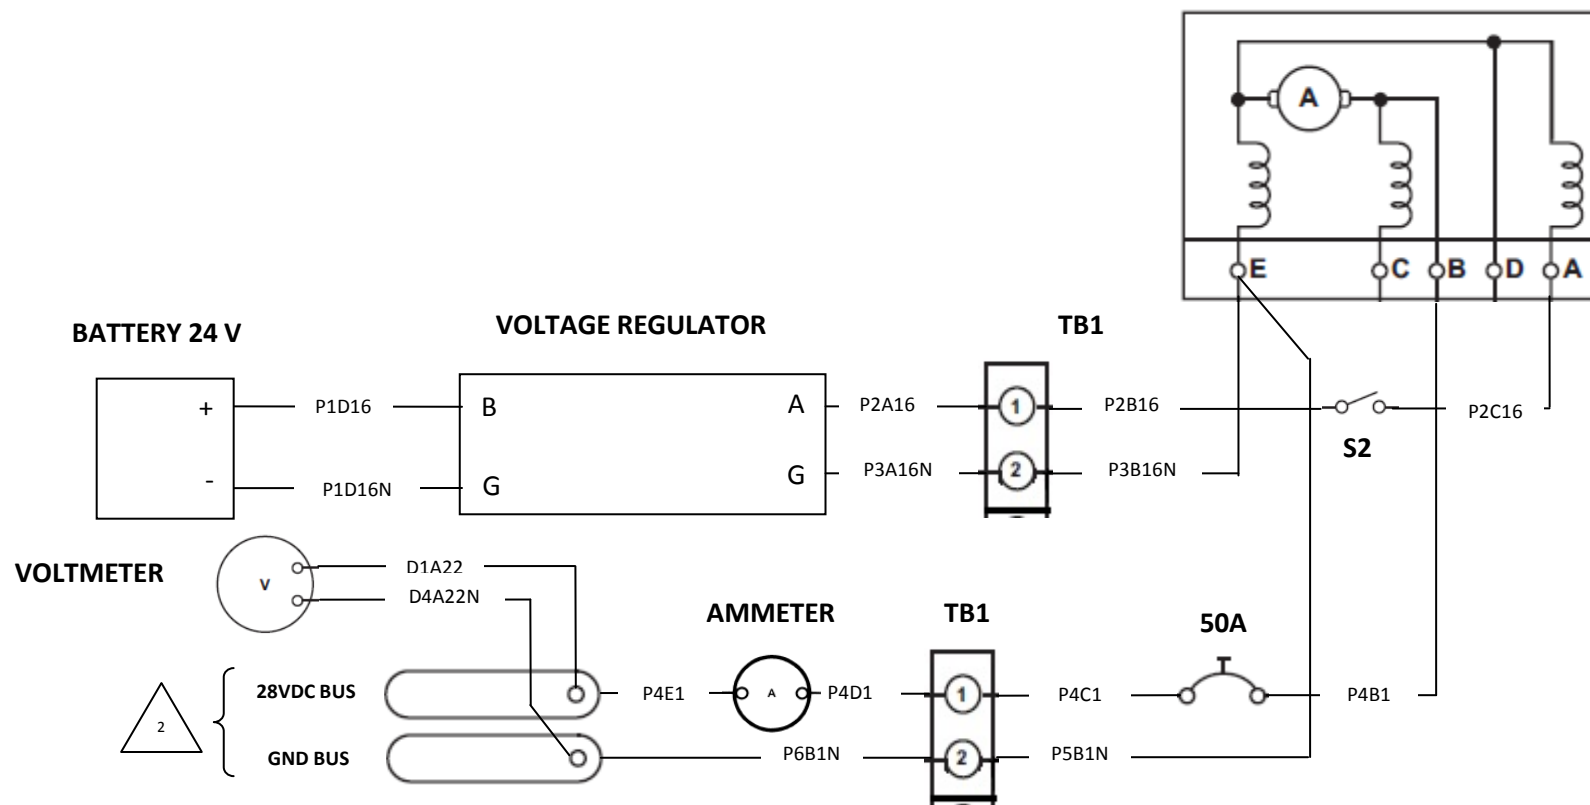 A
E C B D A
BATTERY 24 V
VOLTAGE REGULATOR
TB1
+ P1D16 B A P2A16 1 P2B16 P2C16
S2
- P1D16N G G P3A16N 2 P3B16N
VOLTMETER
V
D1A22
D4A22N
AMMETER
TB1
50A
2
28VDC BUS P4E1 A P4D1 1 P4C1 P4B1
GND BUS P6B1N 2 P5B1N